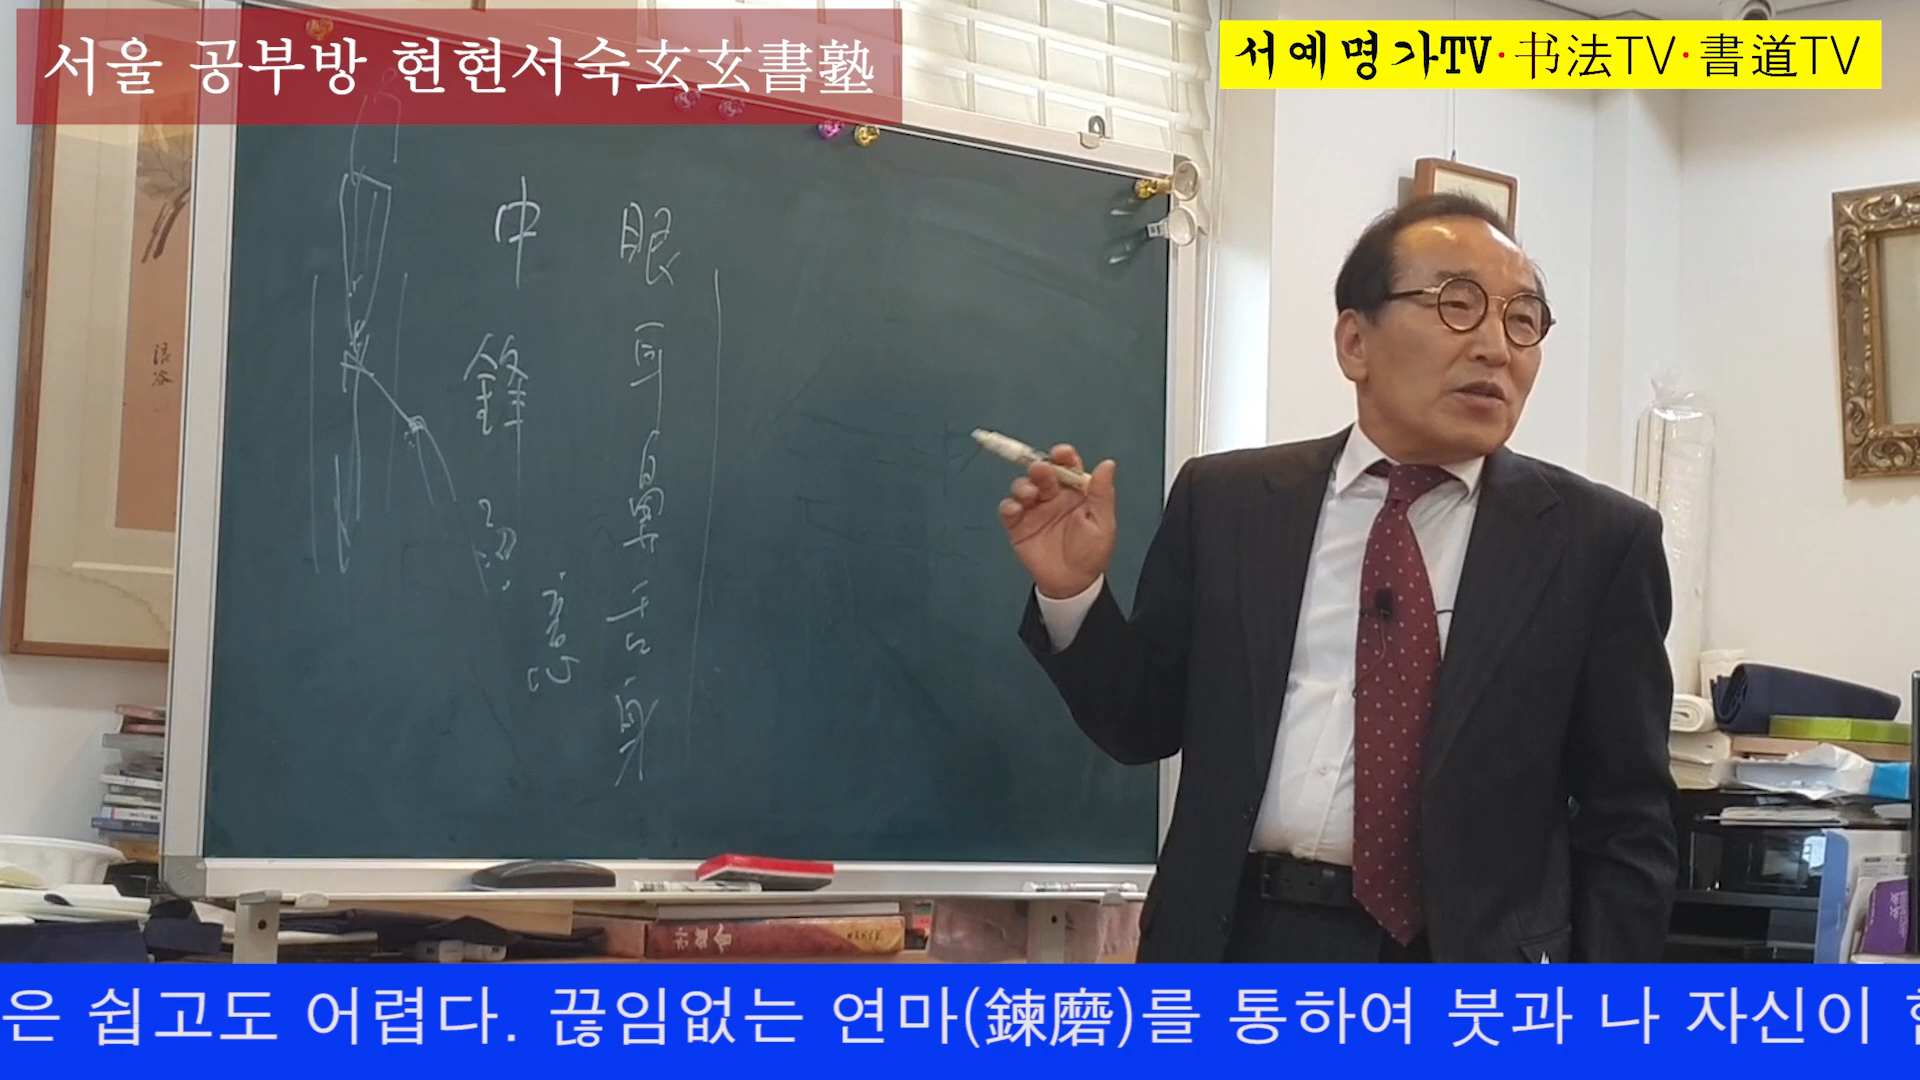 서울 공부방 현현서숙玄玄書塾
서예명가TV·书法TV·書道TV
眼耳鼻舌身
意
中鋒
은 쉽고도 어렵다. 끊임없는 연마(鍊磨)를 통하여 붓과 나 자신이